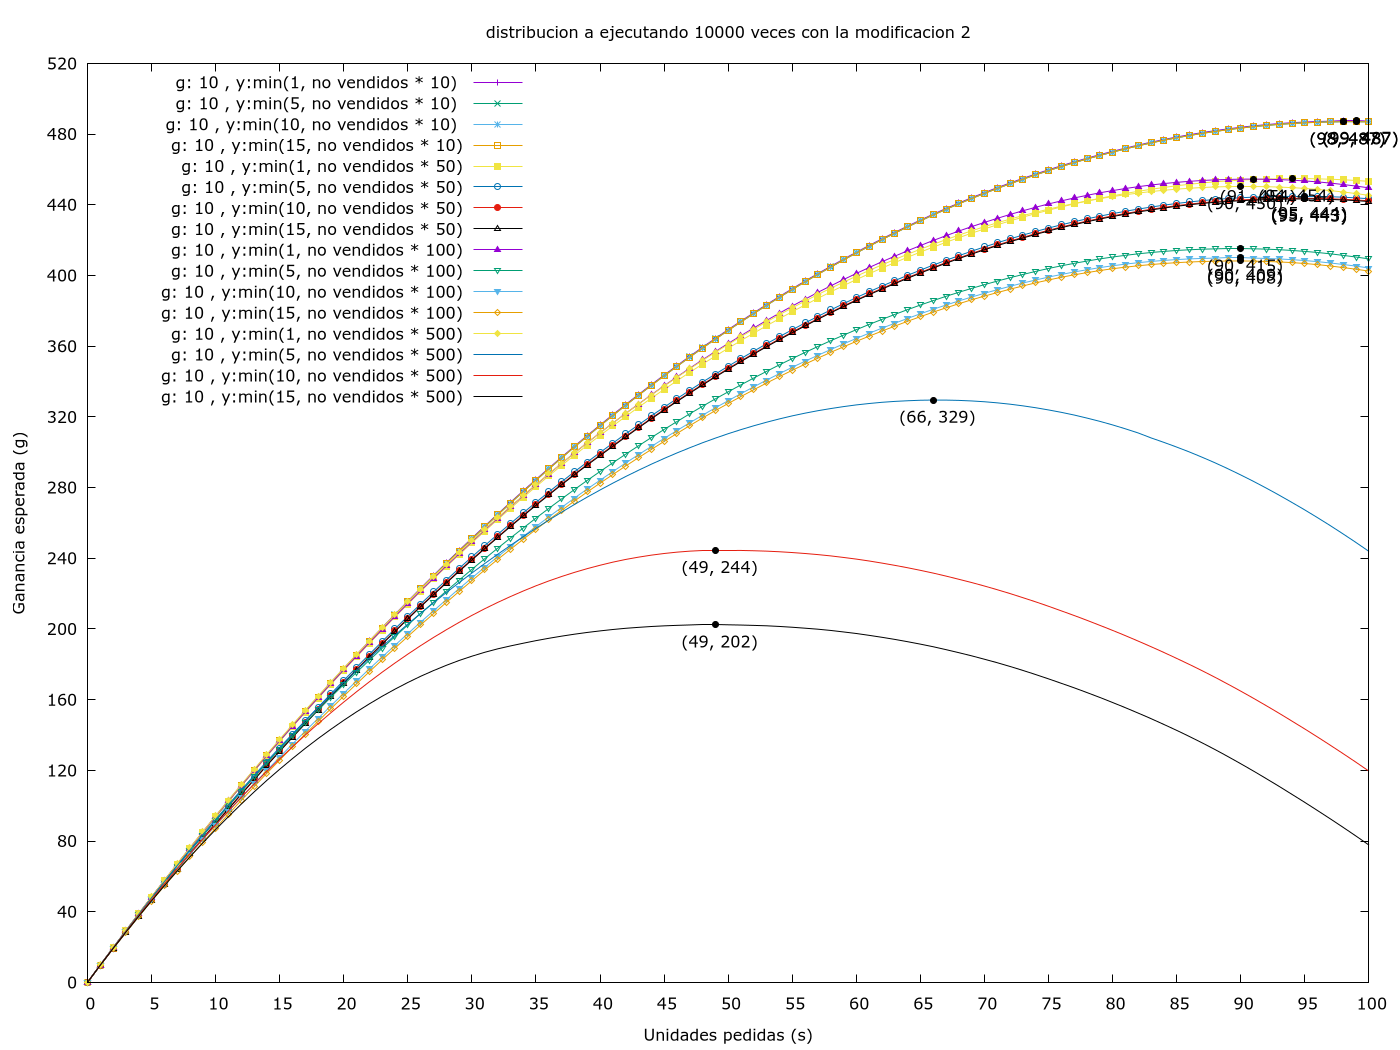 distribucion a ejecutando 10000 veces con la modificacion 2
520
480
440
400
360
320
280
240
200
160
120
80
40
0
Ganancia esperada (g)
g: 10 , y:min(1, no vendidos * 10)
g: 10 , y:min(5, no vendidos * 10)
g: 10 , y:min(10, no vendidos * 10)
g: 10 , y:min(15, no vendidos * 10)
g: 10 , y:min(1, no vendidos * 50)
g: 10 , y:min(5, no vendidos * 50)
g: 10 , y:min(10, no vendidos * 50)
g: 10 , y:min(15, no vendidos * 50)
g: 10 , y:min(1, no vendidos * 100)
g: 10 , y:min(5, no vendidos * 100)
g: 10 , y:min(10, no vendidos * 100)
g: 10 , y:min(15, no vendidos * 100)
g: 10 , y:min(1, no vendidos * 500)
g: 10 , y:min(5, no vendidos * 500)
g: 10 , y:min(10, no vendidos * 500)
g: 10 , y:min(15, no vendidos * 500)
(90, 415)
(90, 408)
(66, 329)
(49, 244)
(49, 202)
0 5 10 15 20 25 30 35 40 45 50 55 60 65 70 75 80 85 90 95 100
Unidades pedidas (s)